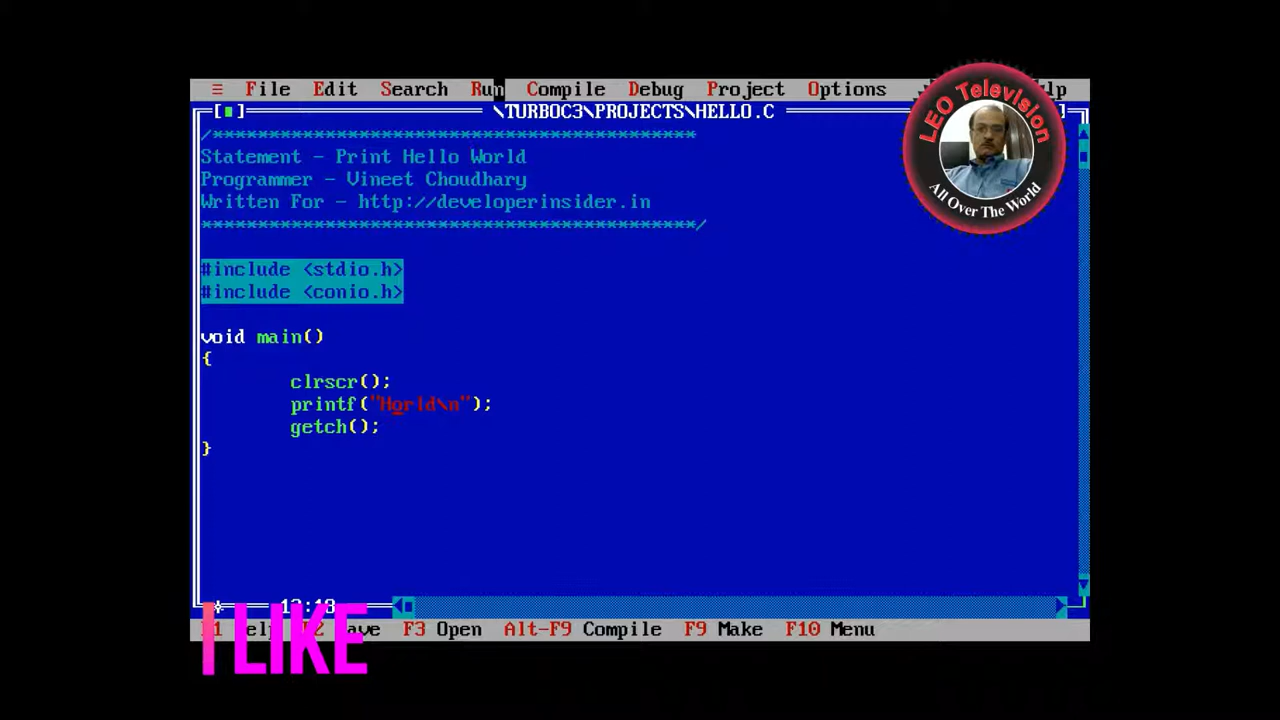 ≡ File Edit Search Run Compile Debug Project Options lp
[■] \TURBOC3\PROJECTS\HELLO.C
LEO Television
All Over The World
/*******************************************
Statement - Print Hello World
Programmer - Vineet Choudhary
Written For - http://developerinsider.in
********************************************/
#include <stdio.h>
#include <conio.h>
void main()
{
clrscr();
printf("Horld\n");
getch();
}
I LIKE
F3 Open Alt-F9 Compile F9 Make F10 Menu